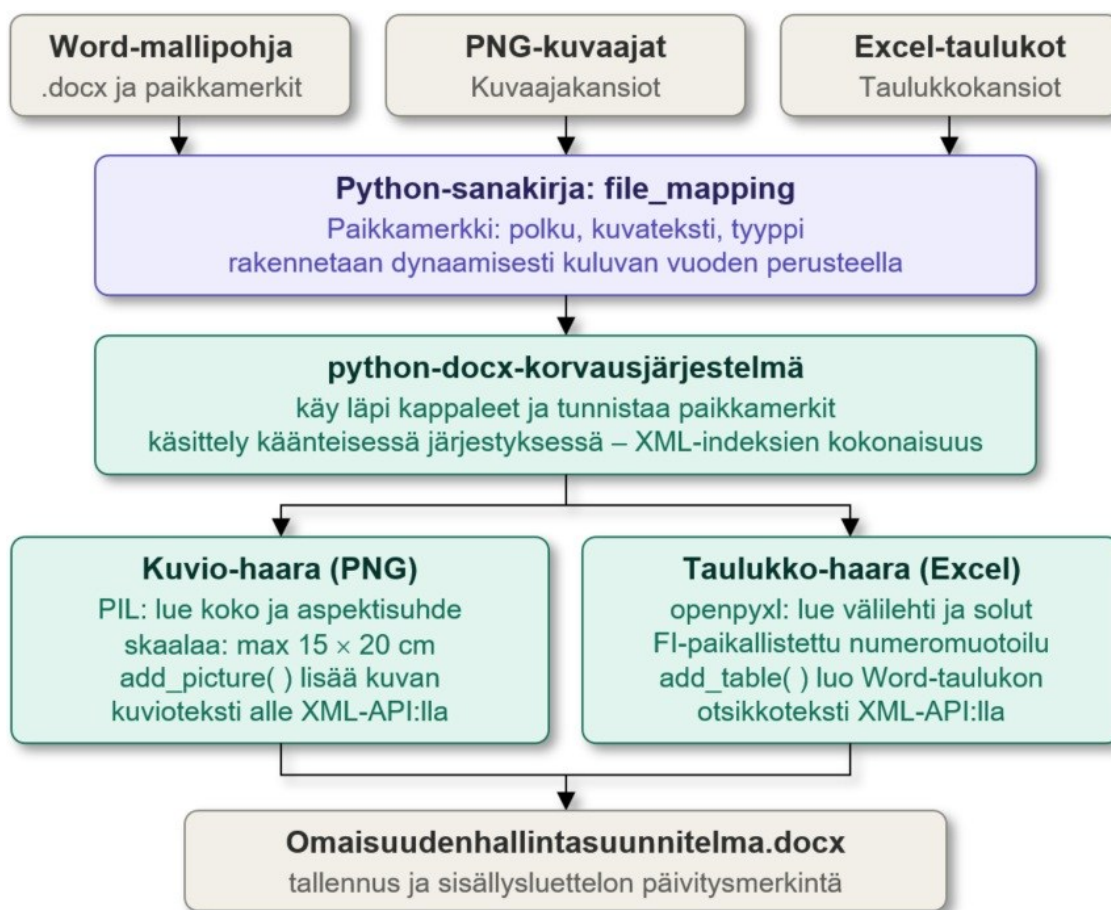 Word-mallipohja
.docx ja paikkamerkit
PNG-kuvaajat
Kuvaajakansiot
Excel-taulukot
Taulukkokansiot
Python-sanakirja: file_mapping
Paikkamerkki: polku, kuvateksti, tyyppi
rakennetaan dynaamisesti kuluvan vuoden perusteella
python-docx-korvausjärjestelmä
käy läpi kappaleet ja tunnistaa paikkamerkit
käsittely käänteisessä järjestyksessä – XML-indeksien kokonaisuus
Kuvio-haara (PNG)
PIL: lue koko ja aspektisuhde
skaalaa: max 15 × 20 cm
add_picture( ) lisää kuvan
kuvioteksti alle XML-API:lla
Taulukko-haara (Excel)
openpyxl: lue välilehti ja solut
FI-paikallistettu numeromuotoilu
add_table( ) luo Word-taulukon
otsikkoteksti XML-API:lla
Omaisuudenhallintasuunnitelma.docx
tallennus ja sisällysluettelon päivitysmerkintä